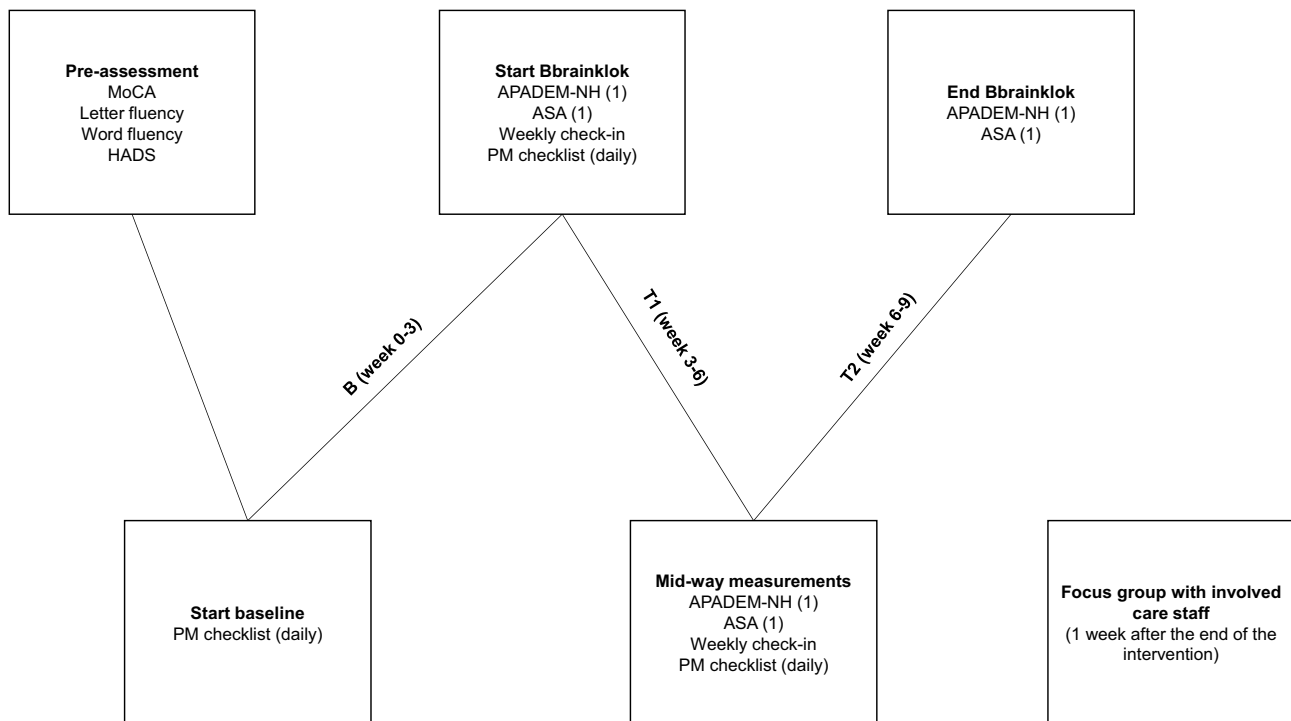 Pre-assessment
MoCA
Letter fluency
Word fluency
HADS
Start Bbrainklok
APADEM-NH (1)
ASA (1)
Weekly check-in
PM checklist (daily)
End Bbrainklok
APADEM-NH (1)
ASA (1)
B (week 0-3)
T1 (week 3-6)
T2 (week 6-9)
Start baseline
PM checklist (daily)
Mid-way measurements
APADEM-NH (1)
ASA (1)
Weekly check-in
PM checklist (daily)
Focus group with involved
care staff
(1 week after the end of the
intervention)